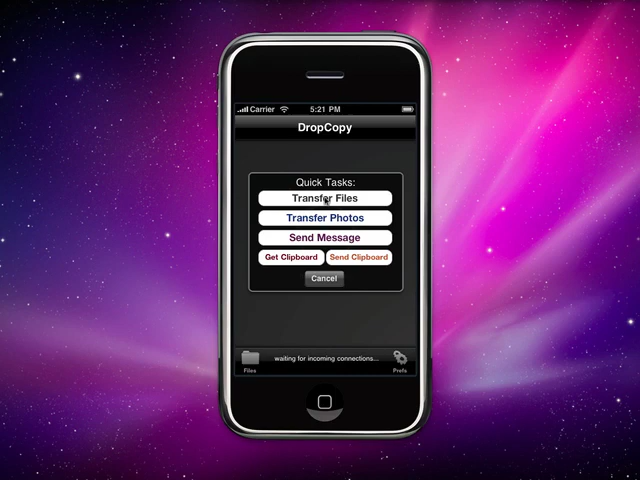 Carrier 5:21 PM
DropCopy
Quick Tasks:
Transfer Files
Transfer Photos
Send Message
Get Clipboard Send Clipboard
Cancel
waiting for incoming connections...
Files Prefs